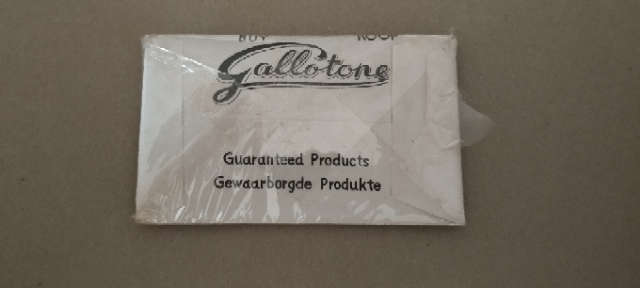 BUY KOOP
Gallotone
Guaranteed Products
Gewaarborgde Produkte